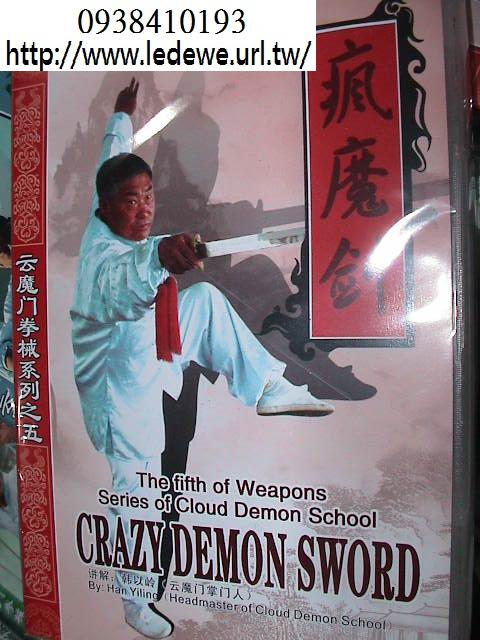 0938410193
http://www.ledewe.url.tw/
疯魔剑
云魔门拳械系列之五
The fifth of Weapons
Series of Cloud Demon School
CRAZY DEMON SWORD
讲解：韩以岭（云魔门掌门人）
By: Han Yiling (Headmaster of Cloud Demon School)